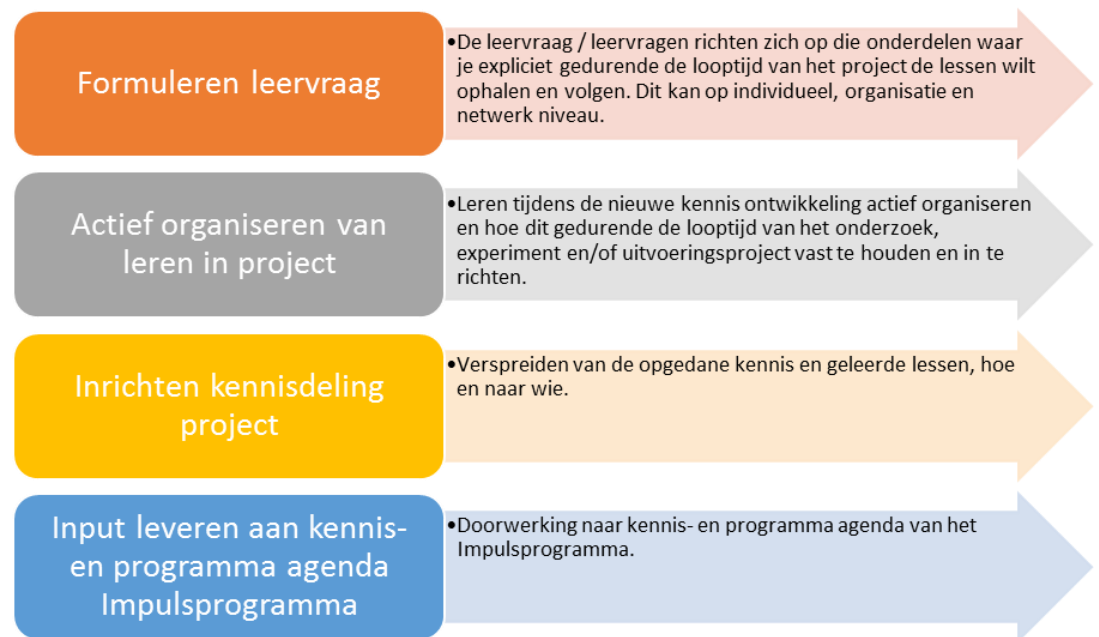 Formuleren leervraag
•De leervraag / leervragen richten zich op die onderdelen waar
je expliciet gedurende de looptijd van het project de lessen wilt
ophalen en volgen. Dit kan op individueel, organisatie en
netwerk niveau.
Actief organiseren van
leren in project
•Leren tijdens de nieuwe kennis ontwikkeling actief organiseren
en hoe dit gedurende de looptijd van het onderzoek,
experiment en/of uitvoeringsproject vast te houden en in te
richten.
Inrichten kennisdeling
project
•Verspreiden van de opgedane kennis en geleerde lessen, hoe
en naar wie.
Input leveren aan kennis-
en programma agenda
Impulsprogramma
•Doorwerking naar kennis- en programma agenda van het
Impulsprogramma.